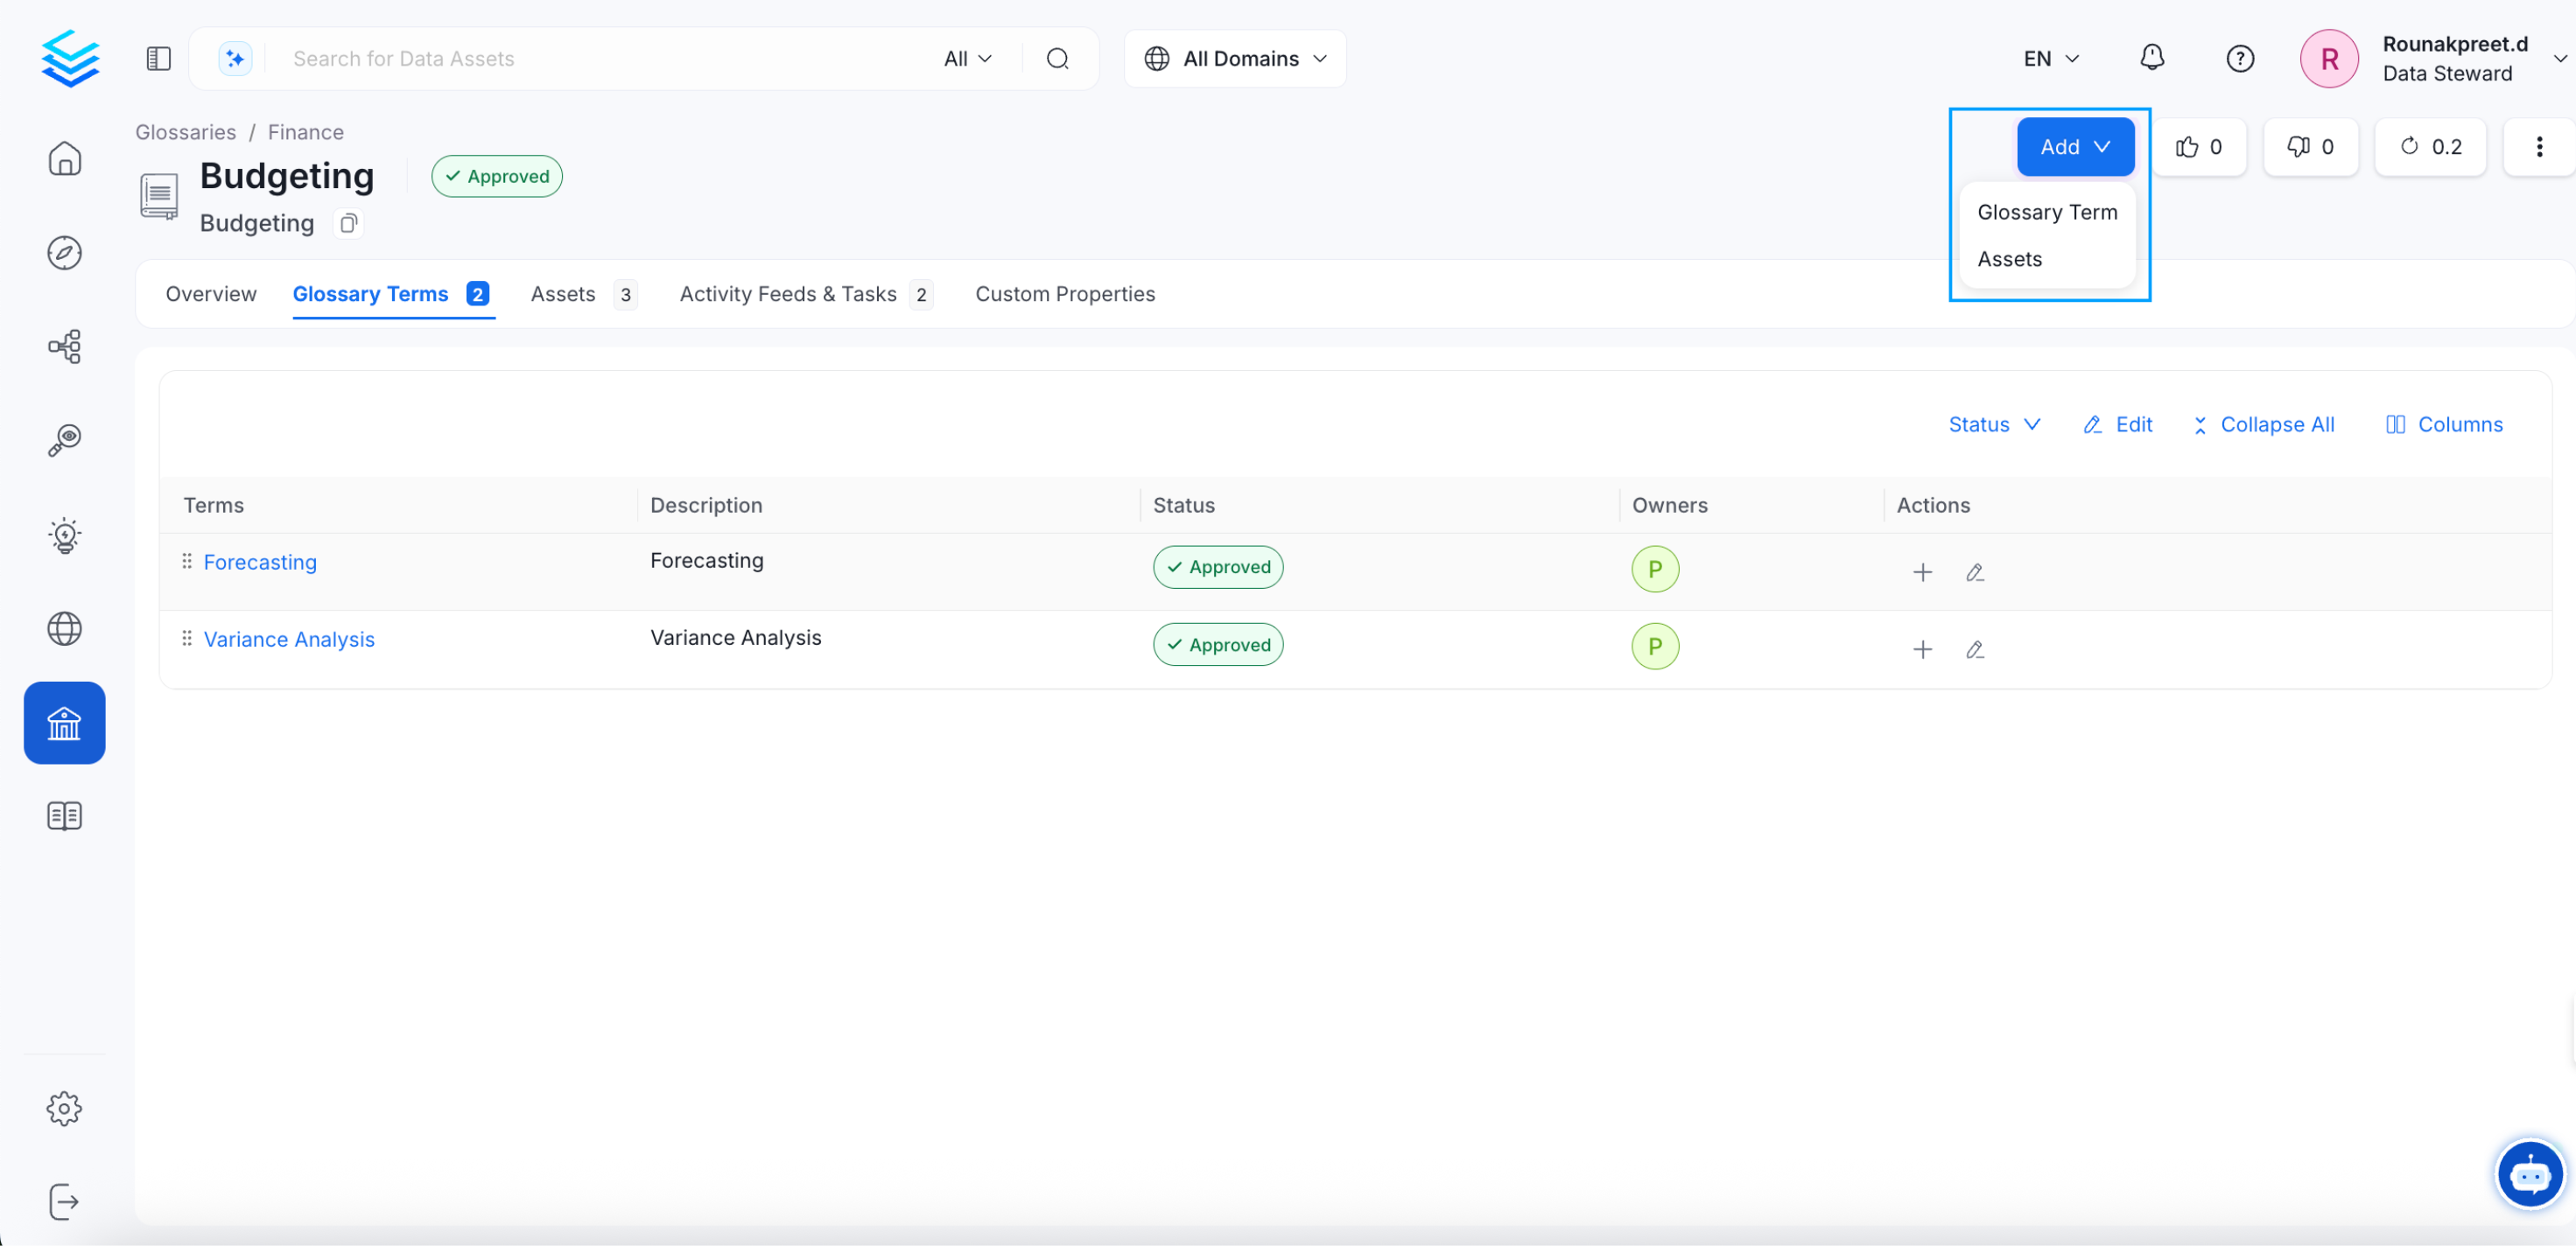 Search for Data Assets
All
All Domains
EN
R
Rounakpreet.d
Data Steward
Glossaries / Finance
Budgeting
Approved
Budgeting
Add
0
0
0.2
Glossary Term
Assets
Overview
Glossary Terms 2
Assets 3
Activity Feeds & Tasks 2
Custom Properties
Status
Edit
Collapse All
Columns
Terms Description Status Owners Actions
Forecasting Forecasting Approved P
Variance Analysis Variance Analysis Approved P